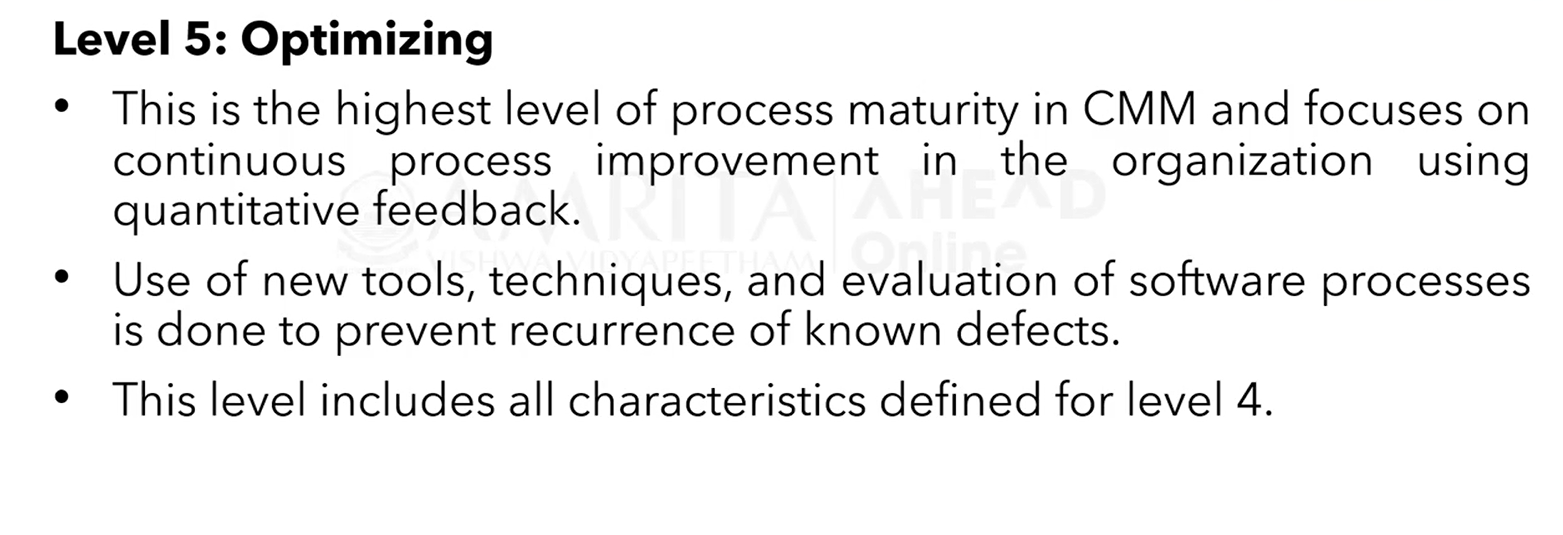 Level 5: Optimizing
• This is the highest level of process maturity in CMM and focuses on
continuous process improvement in the organization using
quantitative feedback.
• Use of new tools, techniques, and evaluation of software processes
is done to prevent recurrence of known defects.
• This level includes all characteristics defined for level 4.
AMRITA
VISHWA VIDYAPEETHAM
AHEAD
Online